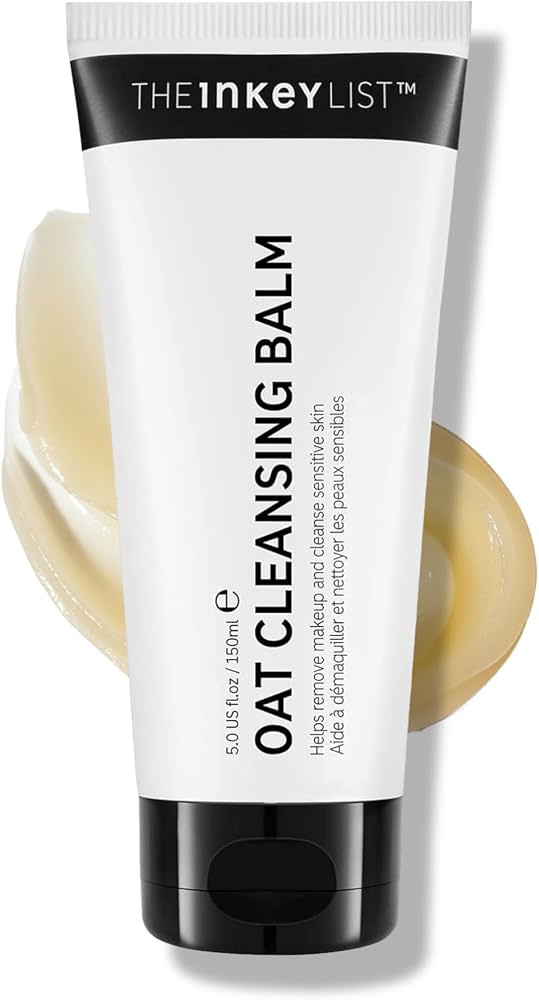 THE INKEY LIST™
OAT CLEANSING BALM
Helps remove makeup and cleanse sensitive skin
Aide à démaquiller et nettoyer les peaux sensibles
5.0 US fl.oz / 150ml ℮